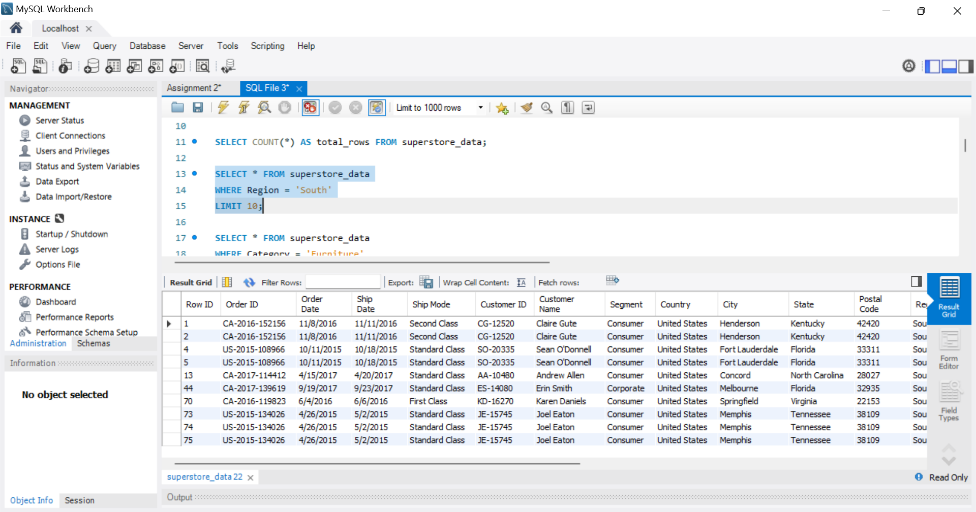 MySQL Workbench
Localhost ×
File Edit View Query Database Server Tools Scripting Help
Navigator
MANAGEMENT
Server Status
Client Connections
Users and Privileges
Status and System Variables
Data Export
Data Import/Restore
INSTANCE
Startup / Shutdown
Server Logs
Options File
PERFORMANCE
Dashboard
Performance Reports
Performance Schema Setup
Administration Schemas
Information
No object selected
Object Info Session
Assignment 2* SQL File 3* ×
Limit to 1000 rows
10
11 SELECT COUNT(*) AS total_rows FROM superstore_data;
12
13 SELECT * FROM superstore_data
14 WHERE Region = 'South'
15 LIMIT 10;
16
17 SELECT * FROM superstore_data
18 WHERE Category = 'Furniture'
Result Grid Filter Rows: Export: Wrap Cell Content: Fetch rows:
Row ID Order ID Order Date Ship Date Ship Mode Customer ID Customer Name Segment Country City State Postal Code Re
1 CA-2016-152156 11/8/2016 11/11/2016 Second Class CG-12520 Claire Gute Consumer United States Henderson Kentucky 42420 Sou
2 CA-2016-152156 11/8/2016 11/11/2016 Second Class CG-12520 Claire Gute Consumer United States Henderson Kentucky 42420 Sou
4 US-2015-108966 10/11/2015 10/18/2015 Standard Class SO-20335 Sean O'Donnell Consumer United States Fort Lauderdale Florida 33311 Sou
5 US-2015-108966 10/11/2015 10/18/2015 Standard Class SO-20335 Sean O'Donnell Consumer United States Fort Lauderdale Florida 33311 Sou
13 CA-2017-114412 4/15/2017 4/20/2017 Standard Class AA-10480 Andrew Allen Consumer United States Concord North Carolina 28027 Sou
44 CA-2017-139619 9/19/2017 9/23/2017 Standard Class ES-14080 Erin Smith Corporate United States Melbourne Florida 32935 Sou
70 CA-2016-119823 6/4/2016 6/6/2016 First Class KD-16270 Karen Daniels Consumer United States Springfield Virginia 22153 Sou
73 US-2015-134026 4/26/2015 5/2/2015 Standard Class JE-15745 Joel Eaton Consumer United States Memphis Tennessee 38109 Sou
74 US-2015-134026 4/26/2015 5/2/2015 Standard Class JE-15745 Joel Eaton Consumer United States Memphis Tennessee 38109 Sou
75 US-2015-134026 4/26/2015 5/2/2015 Standard Class JE-15745 Joel Eaton Consumer United States Memphis Tennessee 38109 Sou
Result Grid
Form Editor
Field Types
superstore_data 22 ×
Read Only
Output